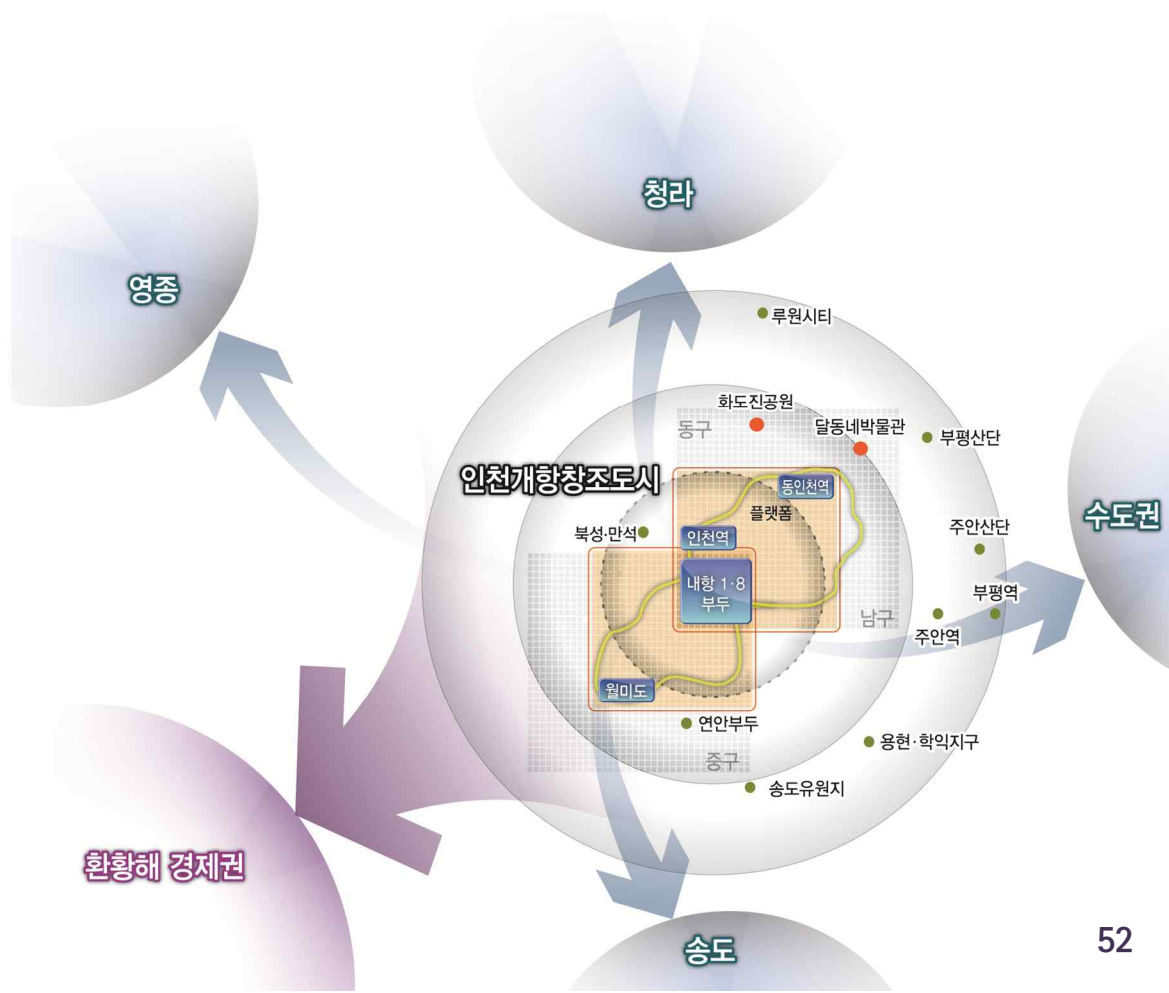 청라
영종
루원시티
화도진공원
동구
달동네박물관
부평산단
인천개항창조도시
동인천역
수도권
플랫폼
북성·만석
인천역
주안산단
내항 1·8
부두
부평역
남구
주안역
월미도
연안부두
용현·학익지구
중구
송도유원지
환황해 경제권
송도
52